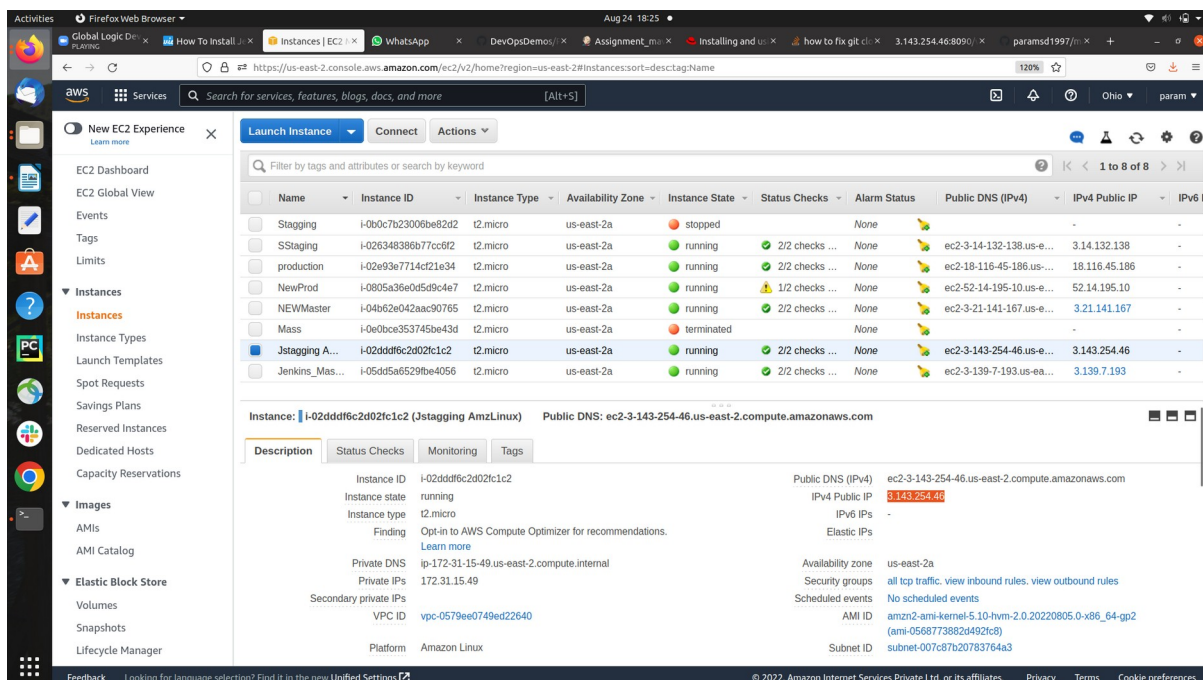 Activities Firefox Web Browser Aug 24 18:25
Global Logic Dev PLAYING How To Install Je Instances | EC2 M WhatsApp DevOpsDemos/ Assignment_ma Installing and us how to fix git clo 3.143.254.46:8090/ paramsd1997/m
https://us-east-2.console.aws.amazon.com/ec2/v2/home?region=us-east-2#Instances:sort=desc:tag:Name 120%
aws Services Search for services, features, blogs, docs, and more [Alt+S] Ohio param
New EC2 Experience
Learn more
EC2 Dashboard
EC2 Global View
Events
Tags
Limits
Instances
Instances
Instance Types
Launch Templates
Spot Requests
Savings Plans
Reserved Instances
Dedicated Hosts
Capacity Reservations
Images
AMIs
AMI Catalog
Elastic Block Store
Volumes
Snapshots
Lifecycle Manager
Launch Instance Connect Actions
Filter by tags and attributes or search by keyword 1 to 8 of 8
Name Instance ID Instance Type Availability Zone Instance State Status Checks Alarm Status Public DNS (IPv4) IPv4 Public IP IPv6 I
Stagging i-0b0c7b23006be82d2 t2.micro us-east-2a stopped None - -
SStaging i-026348386b77cc6f2 t2.micro us-east-2a running 2/2 checks ... None ec2-3-14-132-138.us-e... 3.14.132.138 -
production i-02e93e7714cf21e34 t2.micro us-east-2a running 2/2 checks ... None ec2-18-116-45-186.us-... 18.116.45.186 -
NewProd i-0805a36e0d5d9c4e7 t2.micro us-east-2a running 1/2 checks ... None ec2-52-14-195-10.us-e... 52.14.195.10 -
NEWMaster i-04b62e042aac90765 t2.micro us-east-2a running 2/2 checks ... None ec2-3-21-141-167.us-e... 3.21.141.167 -
Mass i-0e0bce353745be43d t2.micro us-east-2a terminated None - -
Jstagging A... i-02dddf6c2d02fc1c2 t2.micro us-east-2a running 2/2 checks ... None ec2-3-143-254-46.us-e... 3.143.254.46 -
Jenkins_Mas... i-05dd5a6529fbe4056 t2.micro us-east-2a running 2/2 checks ... None ec2-3-139-7-193.us-ea... 3.139.7.193 -
Instance: i-02dddf6c2d02fc1c2 (Jstagging AmzLinux) Public DNS: ec2-3-143-254-46.us-east-2.compute.amazonaws.com
Description Status Checks Monitoring Tags
Instance ID i-02dddf6c2d02fc1c2 Public DNS (IPv4) ec2-3-143-254-46.us-east-2.compute.amazonaws.com
Instance state running IPv4 Public IP 3.143.254.46
Instance type t2.micro IPv6 IPs -
Finding Opt-in to AWS Compute Optimizer for recommendations. Elastic IPs
Learn more
Private DNS ip-172-31-15-49.us-east-2.compute.internal Availability zone us-east-2a
Private IPs 172.31.15.49 Security groups all tcp traffic. view inbound rules. view outbound rules
Secondary private IPs Scheduled events No scheduled events
VPC ID vpc-0579ee0749ed22640 AMI ID amzn2-ami-kernel-5.10-hvm-2.0.20220805.0-x86_64-gp2
(ami-0568773882d492fc8)
Platform Amazon Linux Subnet ID subnet-007c87b20783764a3
Feedback Looking for language selection? Find it in the new Unified Settings © 2022, Amazon Internet Services Private Ltd. or its affiliates. Privacy Terms Cookie preferences